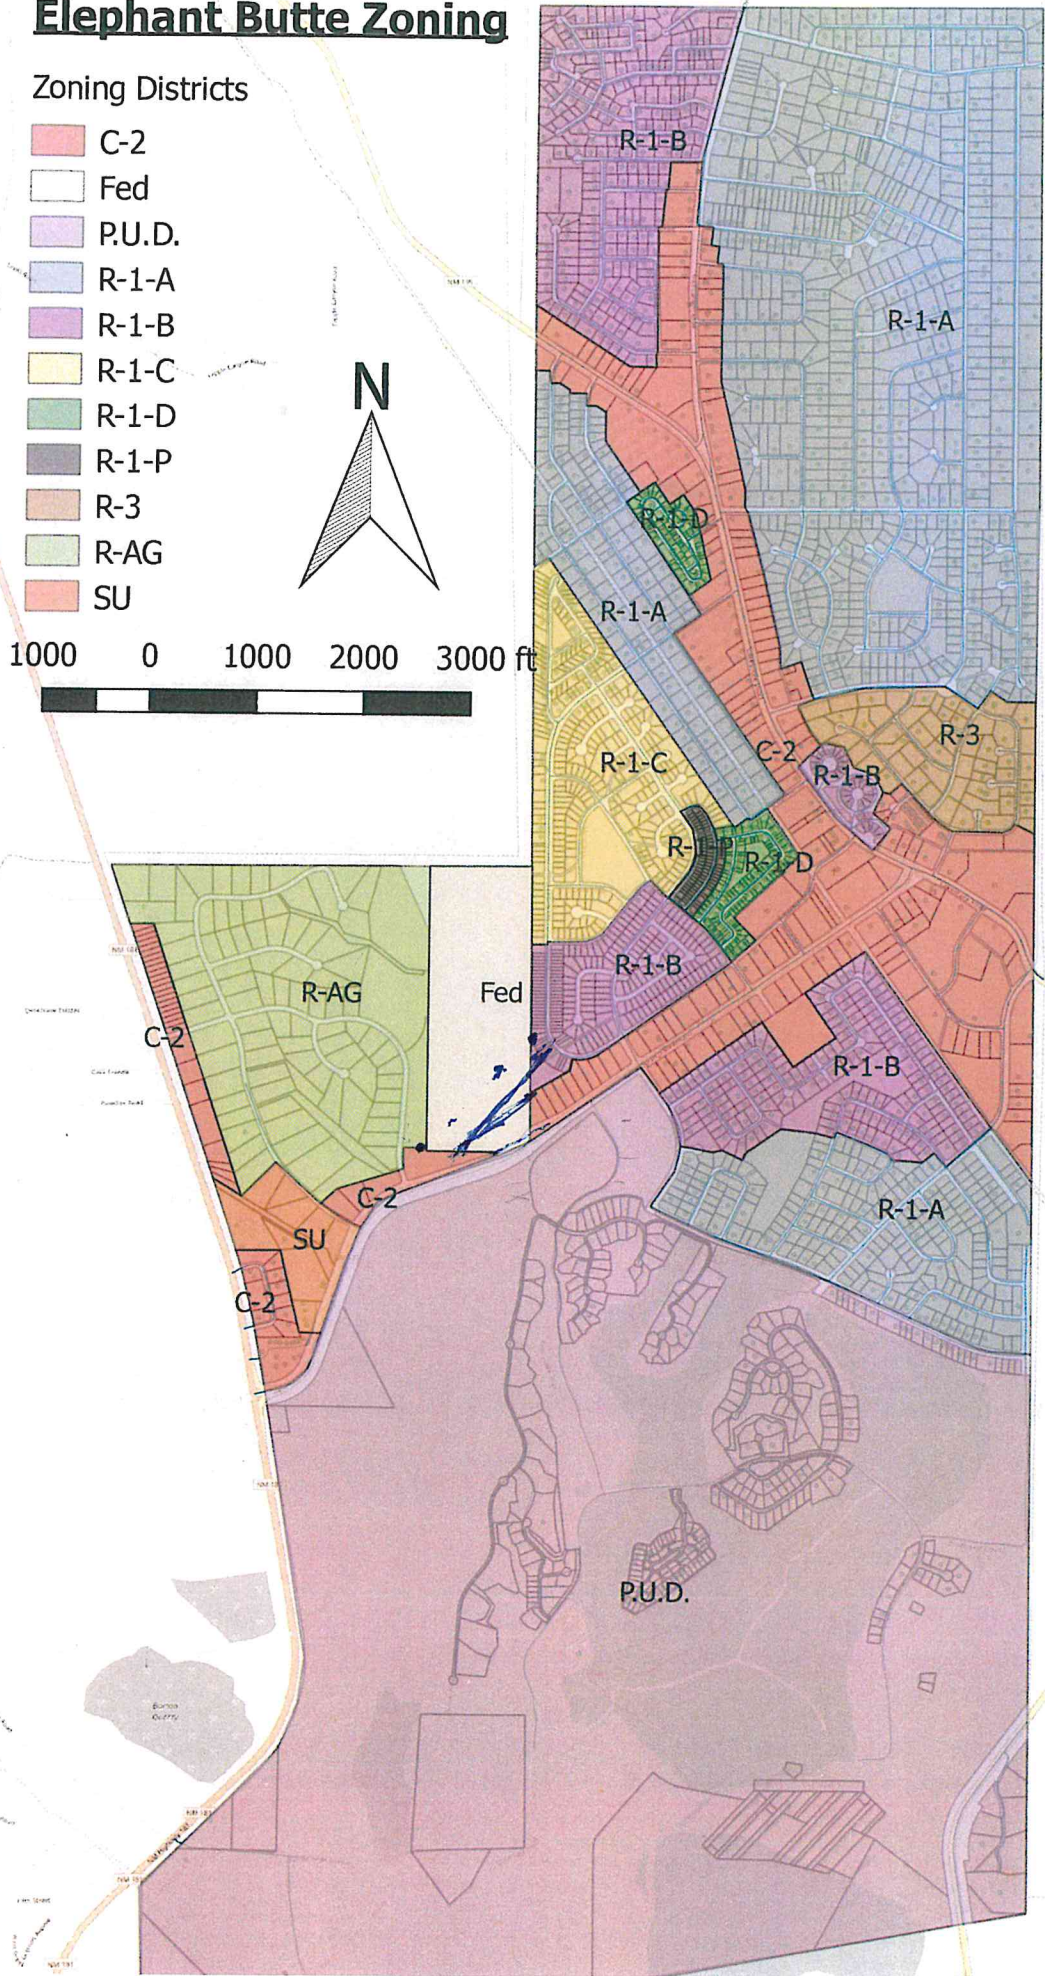 Elephant Butte Zoning
Zoning Districts
C-2
Fed
P.U.D.
R-1-A
R-1-B
R-1-C
R-1-D
R-1-P
R-3
R-AG
SU
N
1000 0 1000 2000 3000 ft
R-1-B
R-1-A
R-1-D
R-1-A
R-3
C-2
R-1-B
R-1-C
R-1-P
R-1-D
R-1-B
R-AG
Fed
C-2
R-1-B
C-2
R-1-A
SU
C-2
P.U.D.